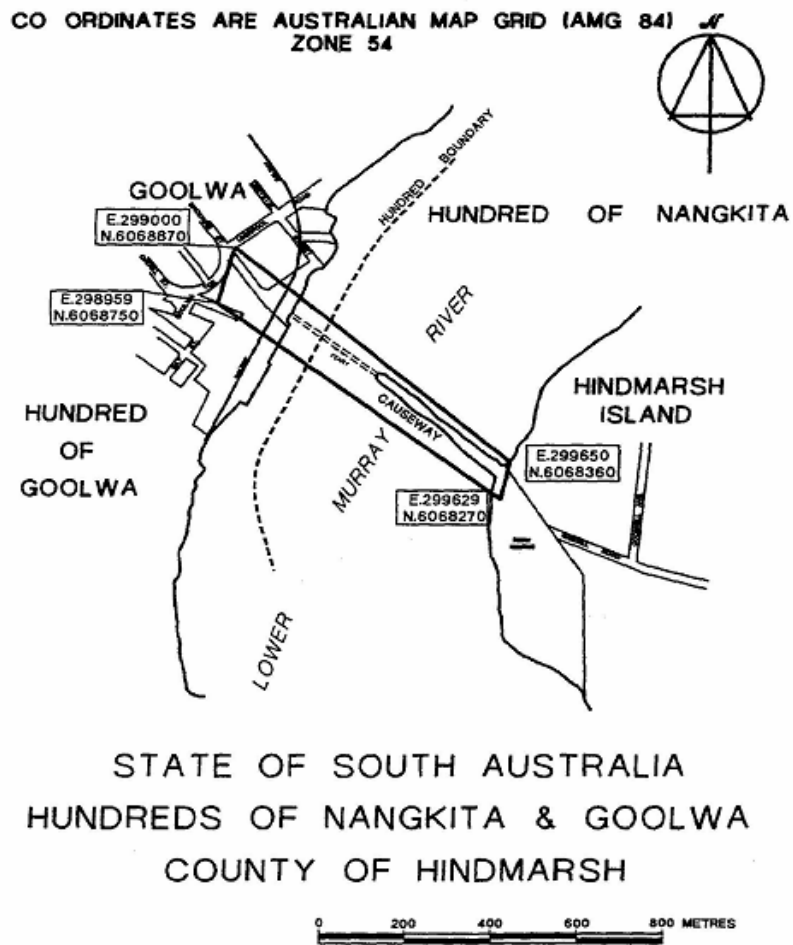 CO ORDINATES ARE AUSTRALIAN MAP GRID (AMG 84)
ZONE 54
N
GOOLWA
E.299000
N.6068870
HUNDRED BOUNDARY
HUNDRED OF NANGKITA
E.298959
N.6068750
RIVER
FERRY
HINDMARSH
ISLAND
CAUSEWAY
HUNDRED
OF
GOOLWA
MURRAY
E.299650
N.6068360
E.299629
N.6068270
LOWER
STATE OF SOUTH AUSTRALIA
HUNDREDS OF NANGKITA & GOOLWA
COUNTY OF HINDMARSH
0 200 400 600 800 METRES